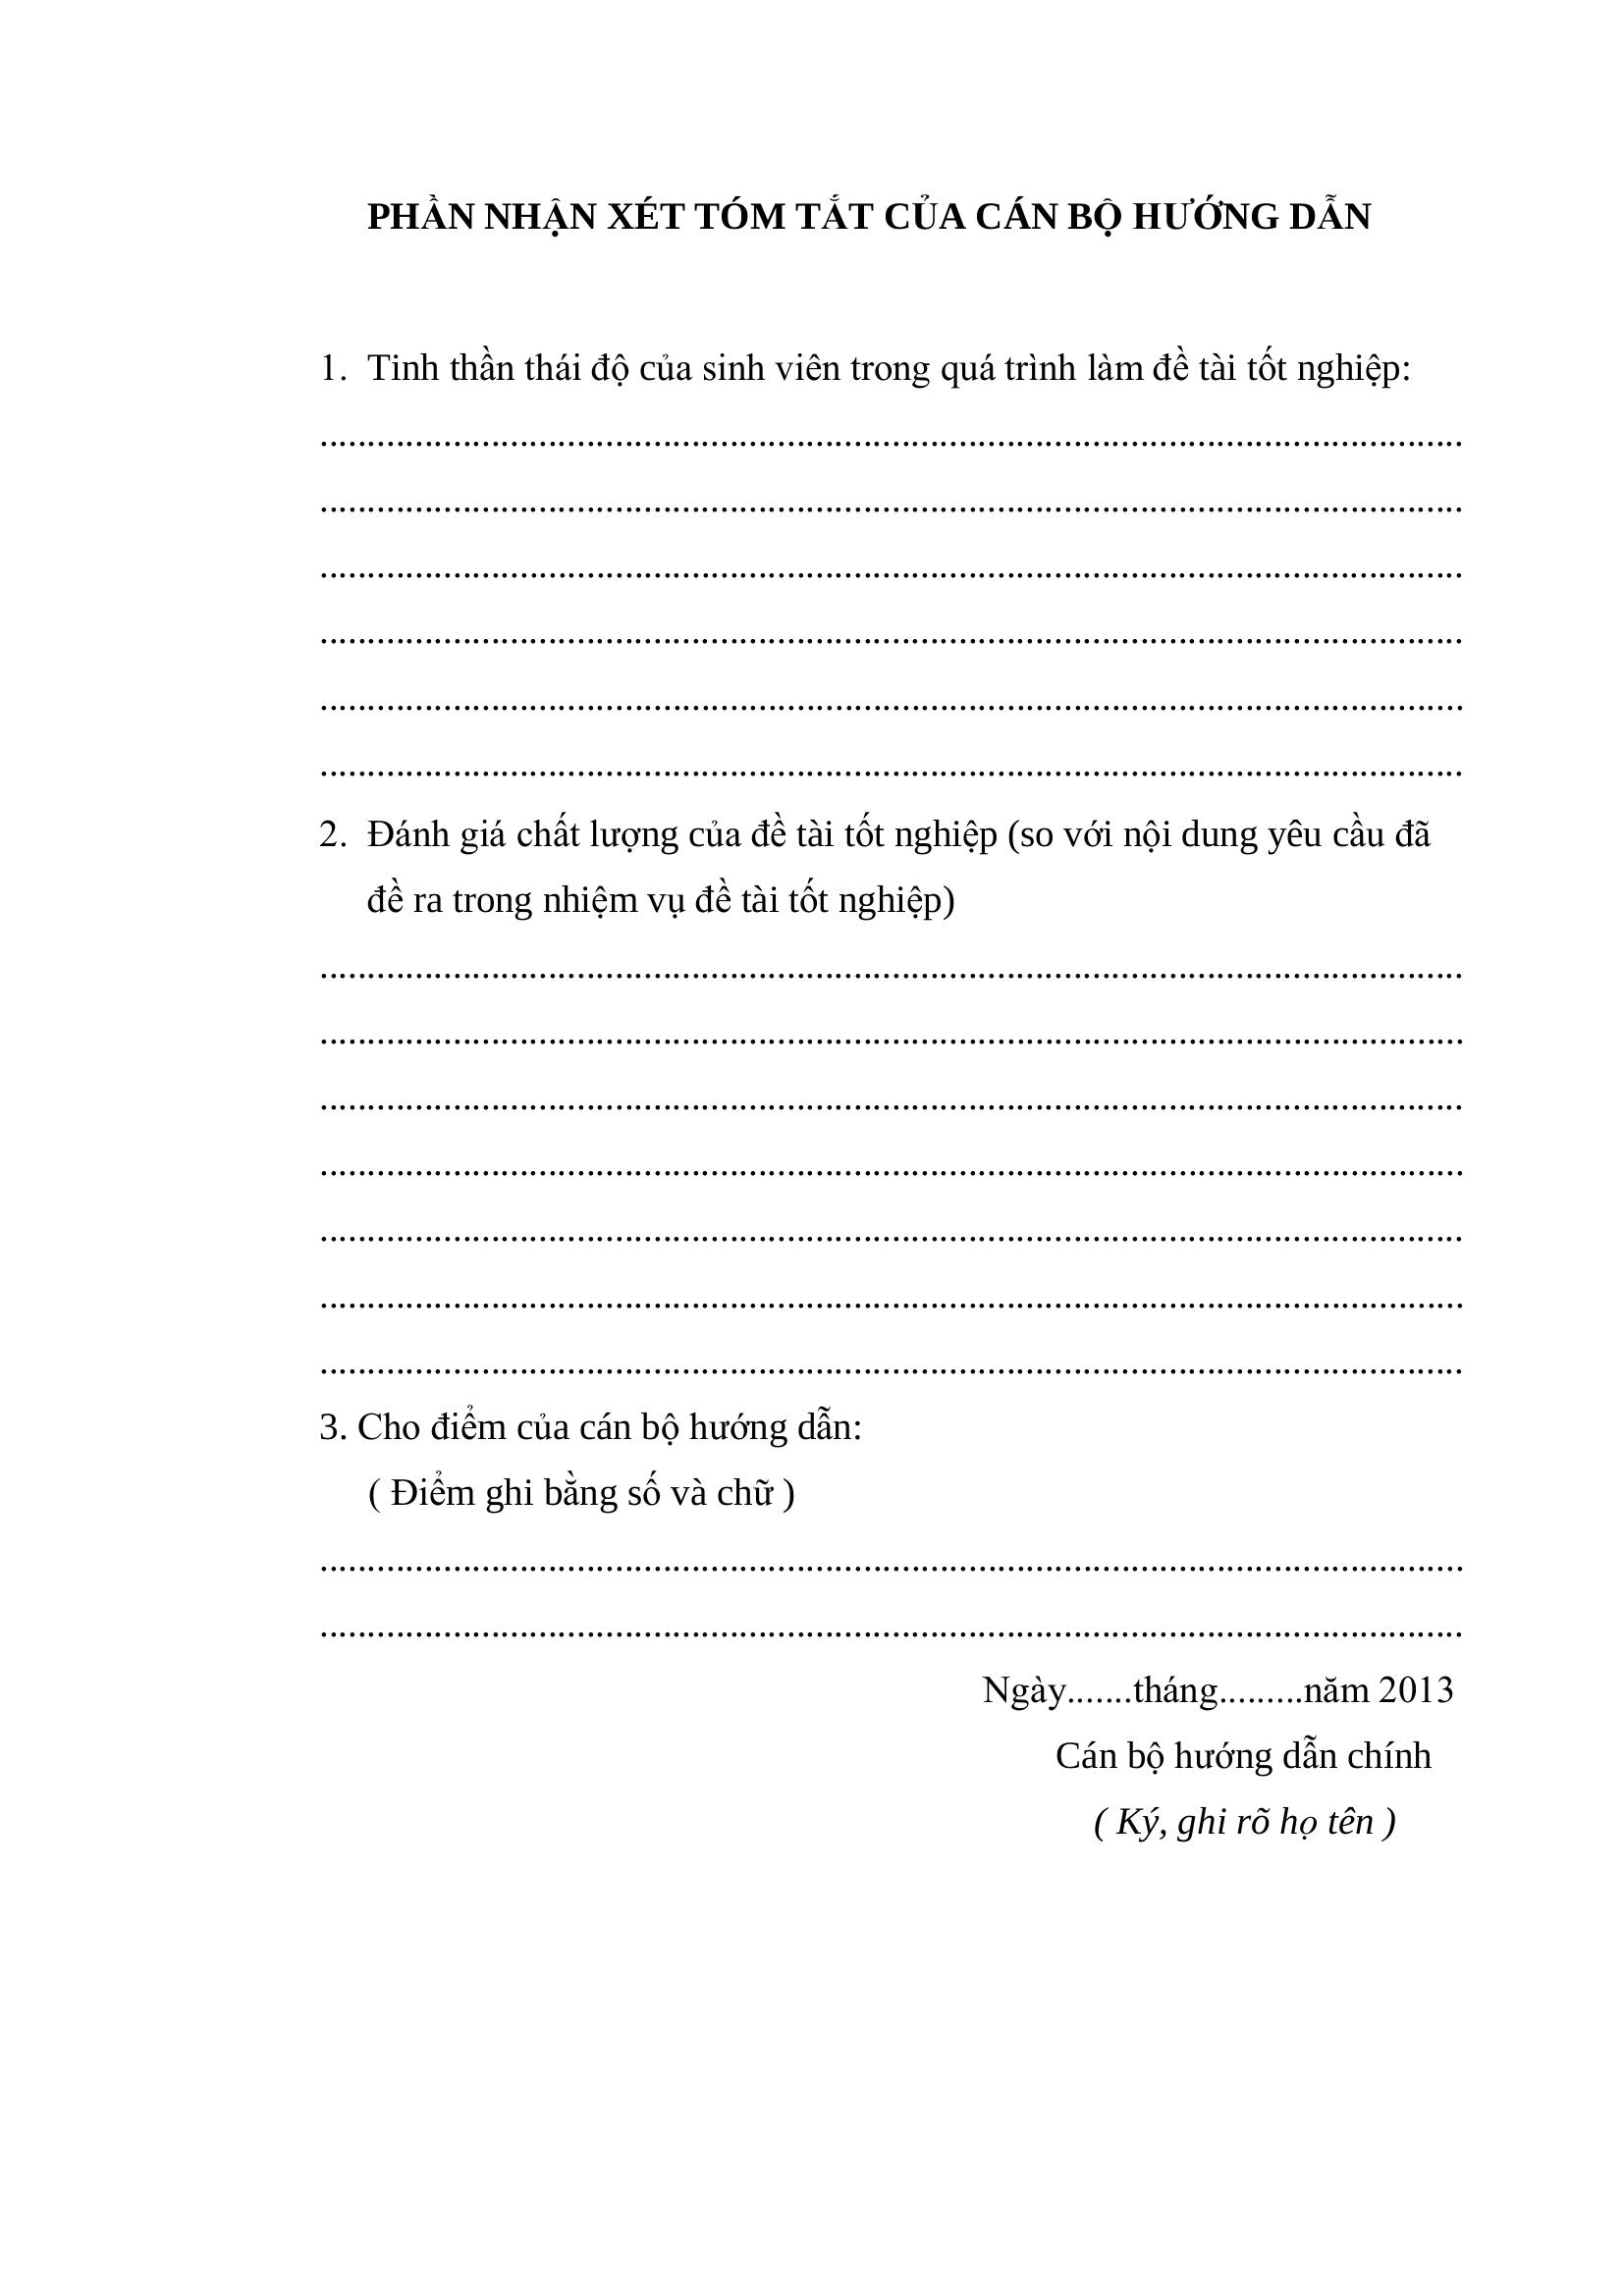 PHẦN NHẬN XÉT TÓM TẮT CỦA CÁN BỘ HƯỚNG DẪN
1. Tinh thần thái độ của sinh viên trong quá trình làm đề tài tốt nghiệp:
........................................................................................................................
........................................................................................................................
........................................................................................................................
........................................................................................................................
........................................................................................................................
........................................................................................................................
2. Đánh giá chất lượng của đề tài tốt nghiệp (so với nội dung yêu cầu đã
đề ra trong nhiệm vụ đề tài tốt nghiệp)
........................................................................................................................
........................................................................................................................
........................................................................................................................
........................................................................................................................
........................................................................................................................
........................................................................................................................
........................................................................................................................
3. Cho điểm của cán bộ hướng dẫn:
( Điểm ghi bằng số và chữ )
........................................................................................................................
........................................................................................................................
Ngày.......tháng.........năm 2013
Cán bộ hướng dẫn chính
( Ký, ghi rõ họ tên )